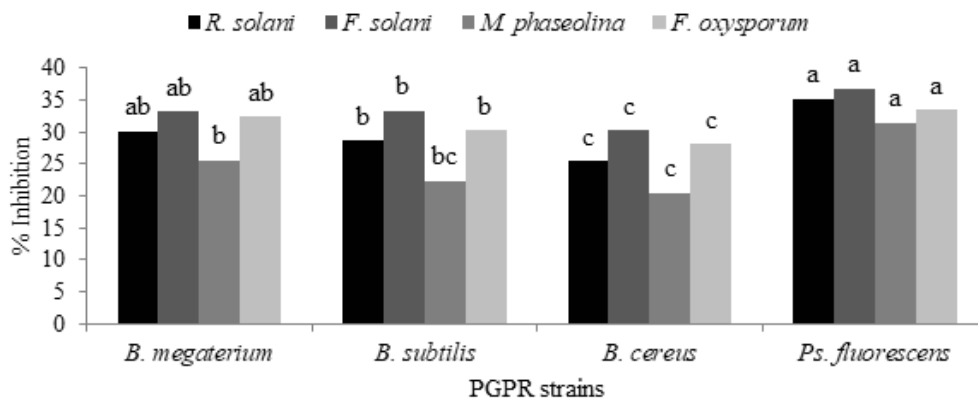 R. solani F. solani M. phaseolina F. oxysporum
% Inhibition
40
35
30
25
20
15
10
5
0
ab ab b ab
b b bc b
c c c c
a a a a
B. megaterium B. subtilis B. cereus Ps. fluorescens
PGPR strains